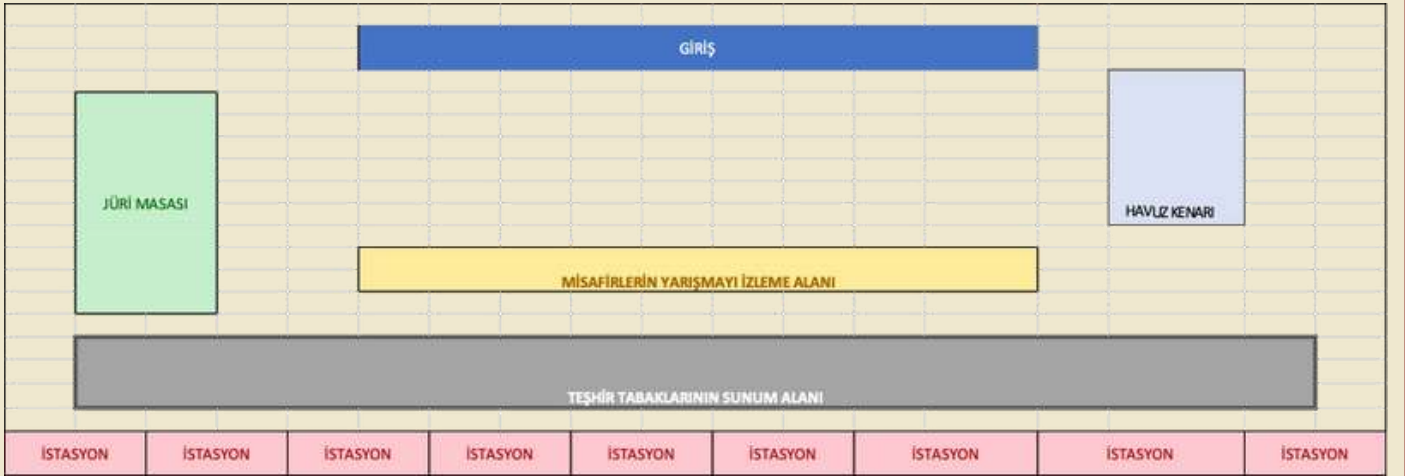 GİRİŞ
JÜRİ MASASI
HAVUZ KENARI
MİSAFİRLERİN YARIŞMAYI İZLEME ALANI
TEŞHİR TABAKLARININ SUNUM ALANI
İSTASYON İSTASYON İSTASYON İSTASYON İSTASYON İSTASYON İSTASYON İSTASYON İSTASYON